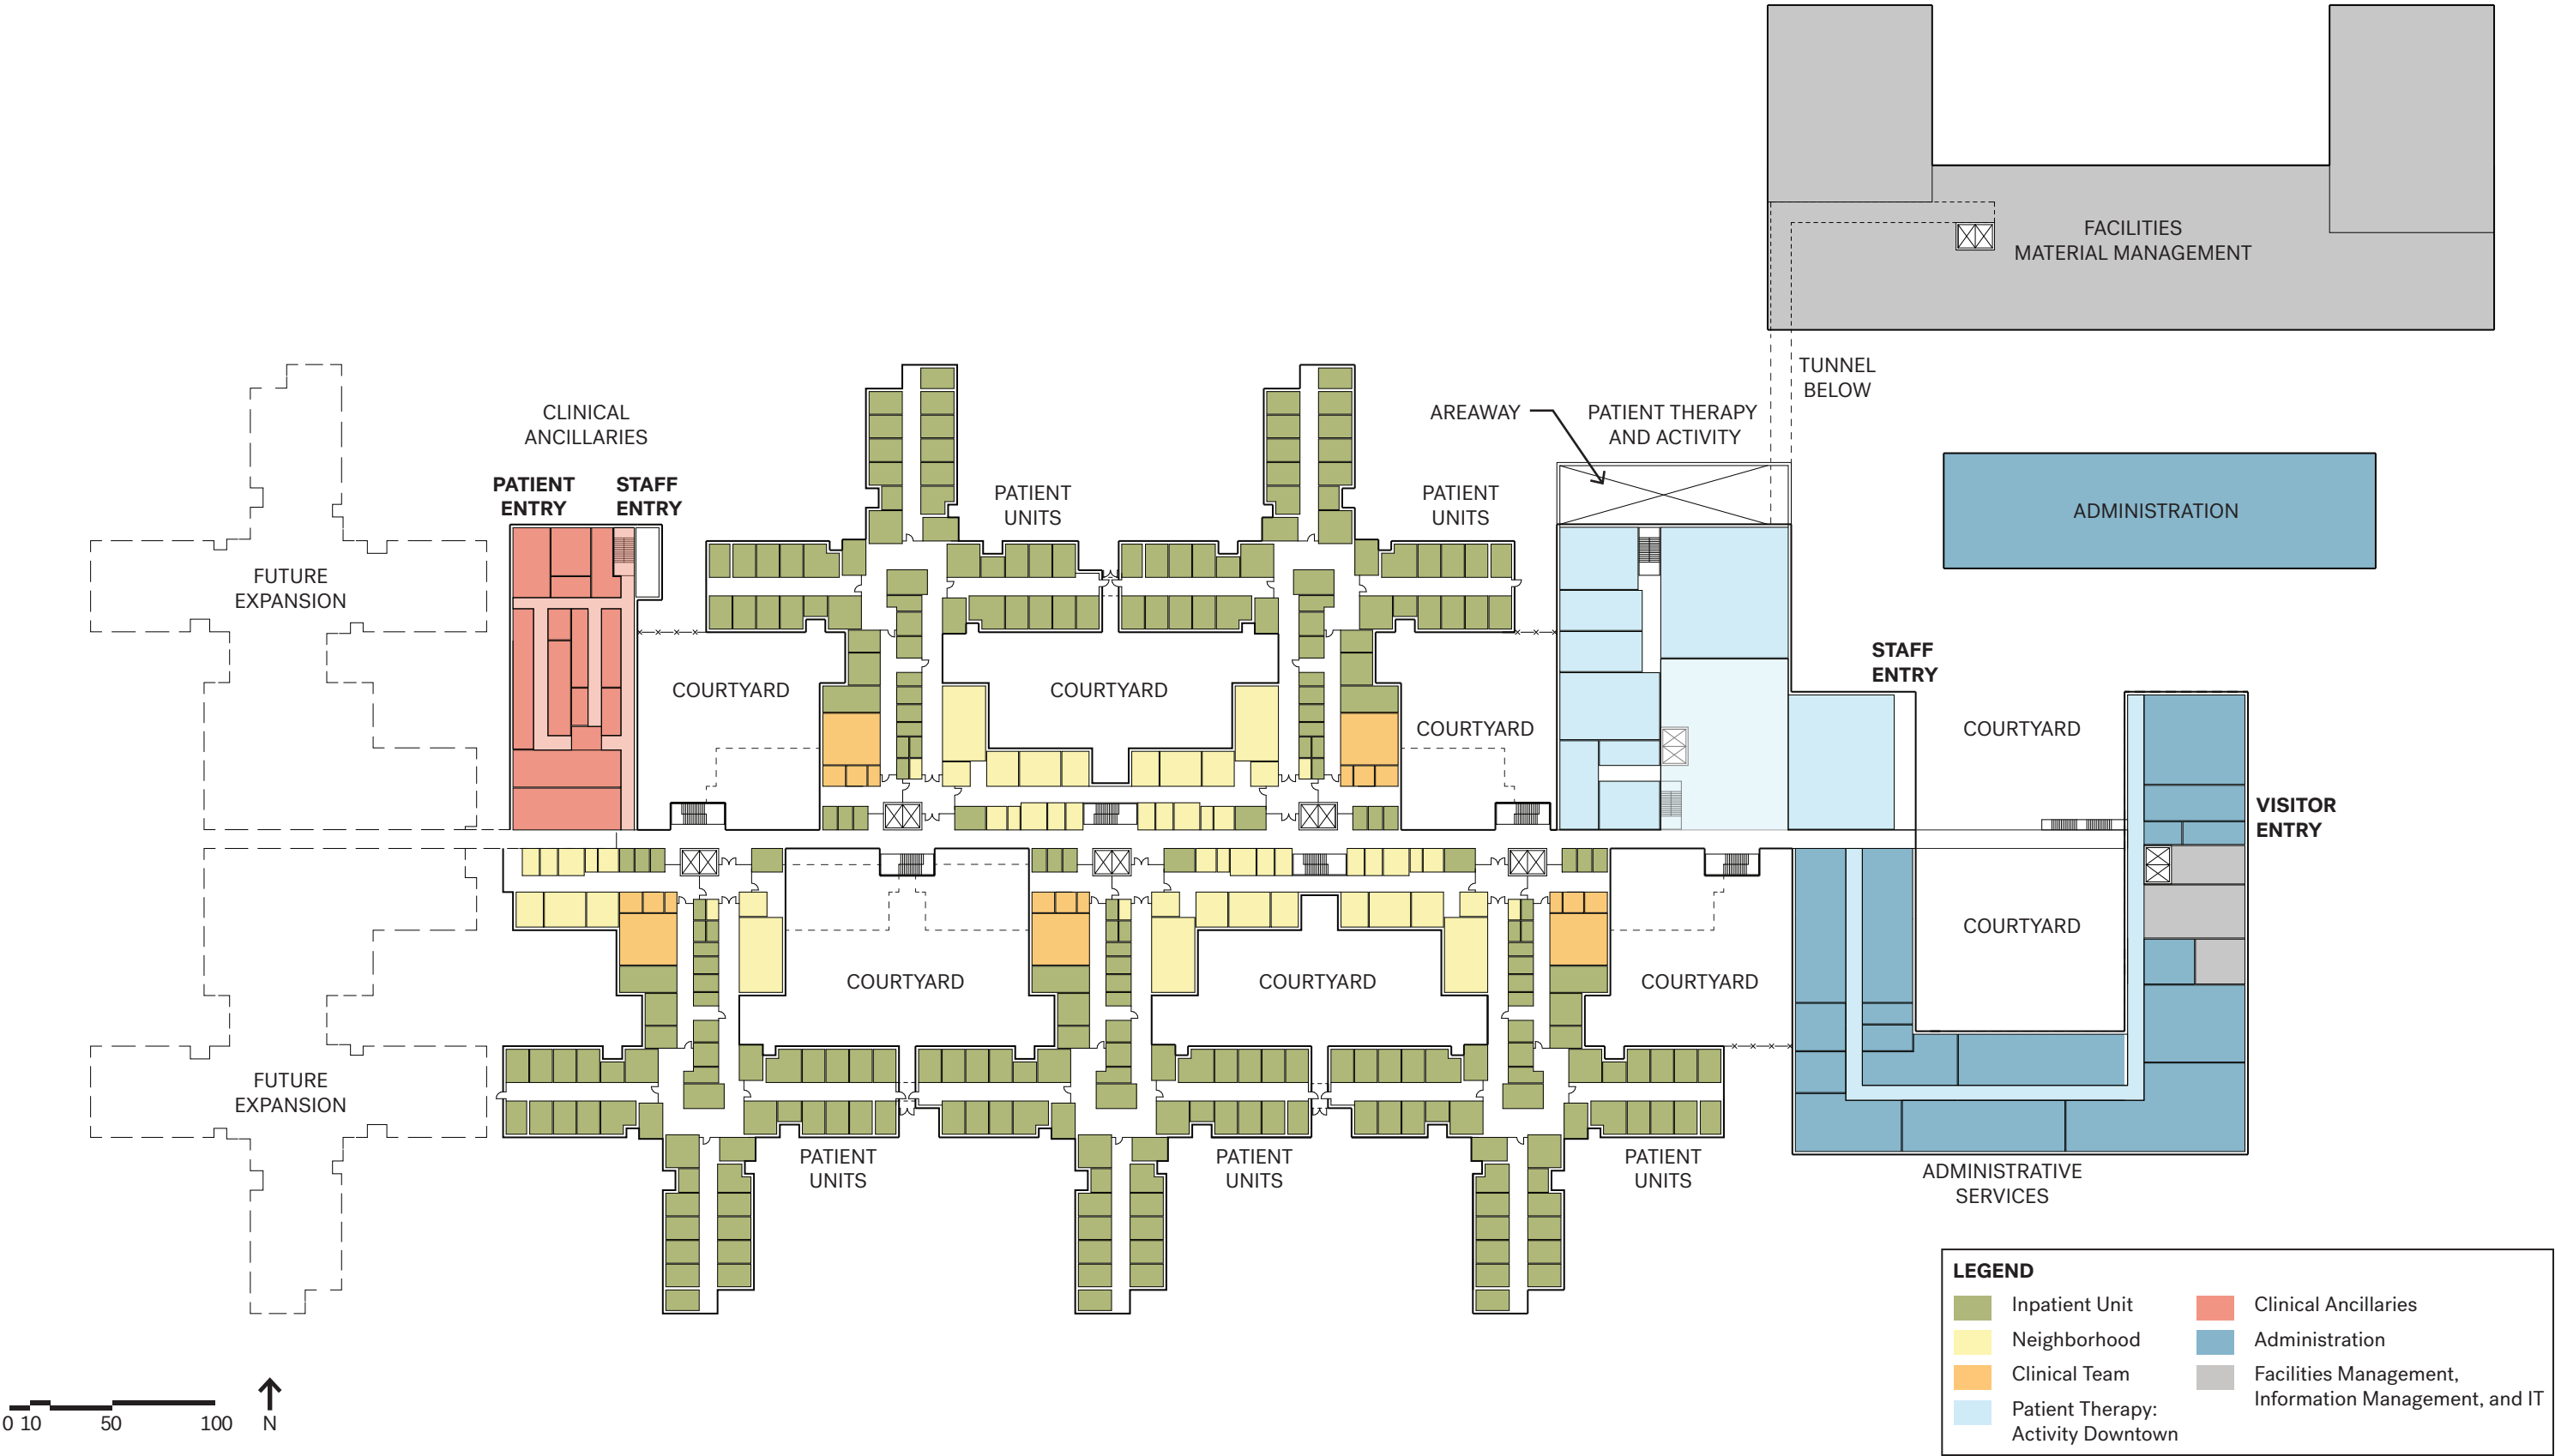 FACILITIES
MATERIAL MANAGEMENT
TUNNEL
BELOW
CLINICAL
ANCILLARIES
AREAWAY
PATIENT THERAPY
AND ACTIVITY
PATIENT
ENTRY
STAFF
ENTRY
PATIENT
UNITS
PATIENT
UNITS
ADMINISTRATION
FUTURE
EXPANSION
STAFF
ENTRY
COURTYARD
COURTYARD
COURTYARD
COURTYARD
VISITOR
ENTRY
COURTYARD
COURTYARD
COURTYARD
COURTYARD
FUTURE
EXPANSION
PATIENT
UNITS
PATIENT
UNITS
PATIENT
UNITS
ADMINISTRATIVE
SERVICES
LEGEND
Inpatient Unit
Neighborhood
Clinical Team
Patient Therapy:
Activity Downtown
Clinical Ancillaries
Administration
Facilities Management,
Information Management, and IT
0 10 50 100 N